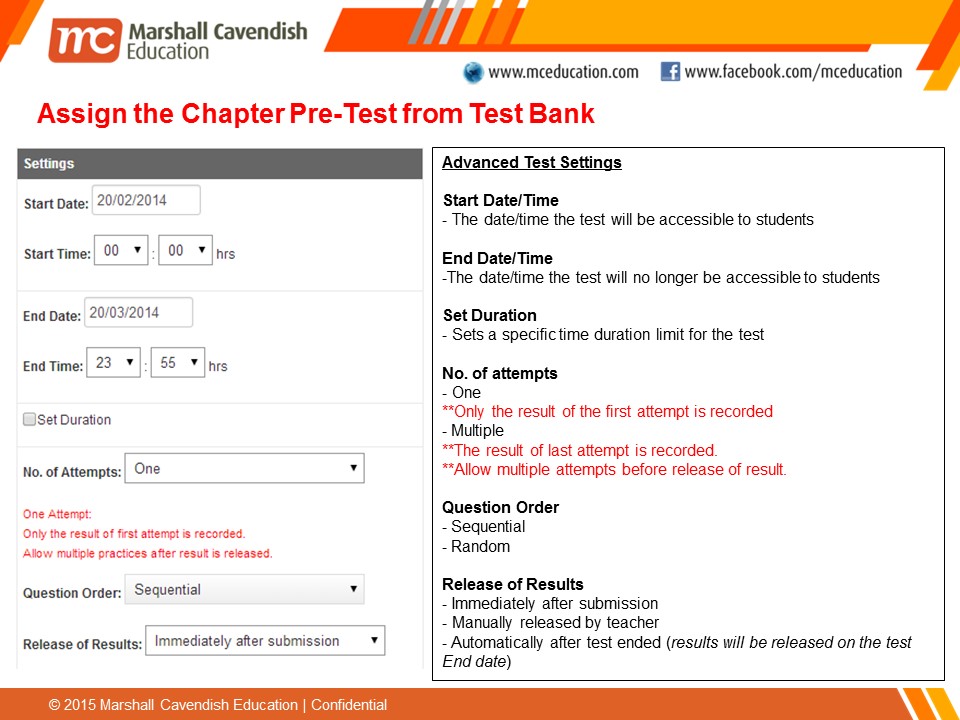 mc Marshall Cavendish
Education
www.mceducation.com
www.facebook.com/mceducation
Assign the Chapter Pre-Test from Test Bank
Settings
Start Date: 20/02/2014
Start Time: 00 : 00 hrs
End Date: 20/03/2014
End Time: 23 : 55 hrs
Set Duration
No. of Attempts: One
One Attempt:
Only the result of first attempt is recorded.
Allow multiple practices after result is released.
Question Order: Sequential
Release of Results: Immediately after submission
Advanced Test Settings
Start Date/Time
- The date/time the test will be accessible to students
End Date/Time
-The date/time the test will no longer be accessible to students
Set Duration
- Sets a specific time duration limit for the test
No. of attempts
- One
**Only the result of the first attempt is recorded
- Multiple
**The result of last attempt is recorded.
**Allow multiple attempts before release of result.
Question Order
- Sequential
- Random
Release of Results
- Immediately after submission
- Manually released by teacher
- Automatically after test ended (results will be released on the test
End date)
© 2015 Marshall Cavendish Education | Confidential